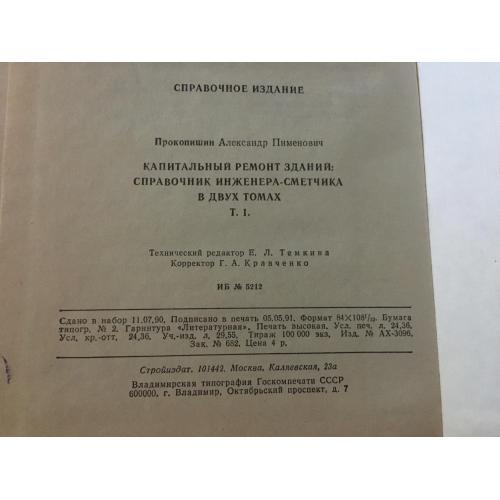 СПРАВОЧНОЕ ИЗДАНИЕ
Прокопишин Александр Пименович
КАПИТАЛЬНЫЙ РЕМОНТ ЗДАНИЙ:
СПРАВОЧНИК ИНЖЕНЕРА-СМЕТЧИКА
В ДВУХ ТОМАХ
Т. 1.
Технический редактор Е. Л. Темкина
Корректор Г. А. Кравченко
ИБ № 5212
Сдано в набор 11.07.90. Подписано в печать 05.05.91. Формат 84×108¹/₃₂. Бумага
типогр. № 2. Гарнитура «Литературная». Печать высокая. Усл. печ. л. 24,36.
Усл. кр.-отт. 24,36. Уч.-изд. л. 29,55. Тираж 100 000 экз. Изд. № АХ-3096.
Зак. № 682. Цена 4 р.
Стройиздат. 101442. Москва, Каляевская, 23а
Владимирская типография Госкомпечати СССР
600000, г. Владимир, Октябрьский проспект, д. 7